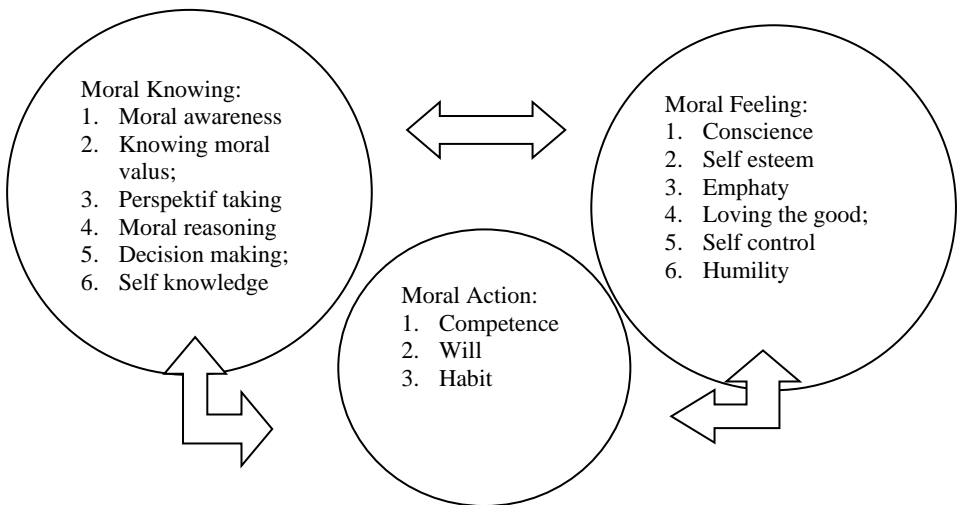 Moral Knowing:
1. Moral awareness
2. Knowing moral
valus;
3. Perspektif taking
4. Moral reasoning
5. Decision making;
6. Self knowledge
Moral Feeling:
1. Conscience
2. Self esteem
3. Emphaty
4. Loving the good;
5. Self control
6. Humility
Moral Action:
1. Competence
2. Will
3. Habit